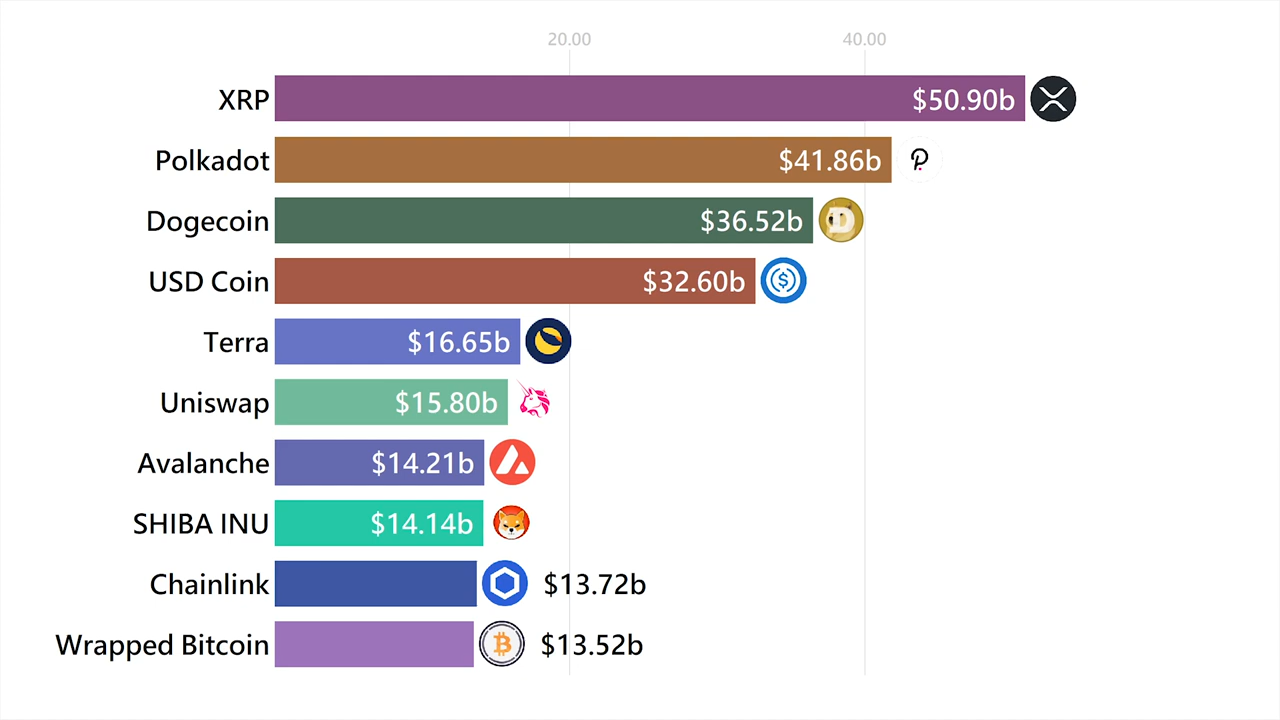 20.00 40.00
XRP $50.90b
Polkadot $41.86b
Dogecoin $36.52b
USD Coin $32.60b
Terra $16.65b
Uniswap $15.80b
Avalanche $14.21b
SHIBA INU $14.14b
Chainlink $13.72b
Wrapped Bitcoin $13.52b